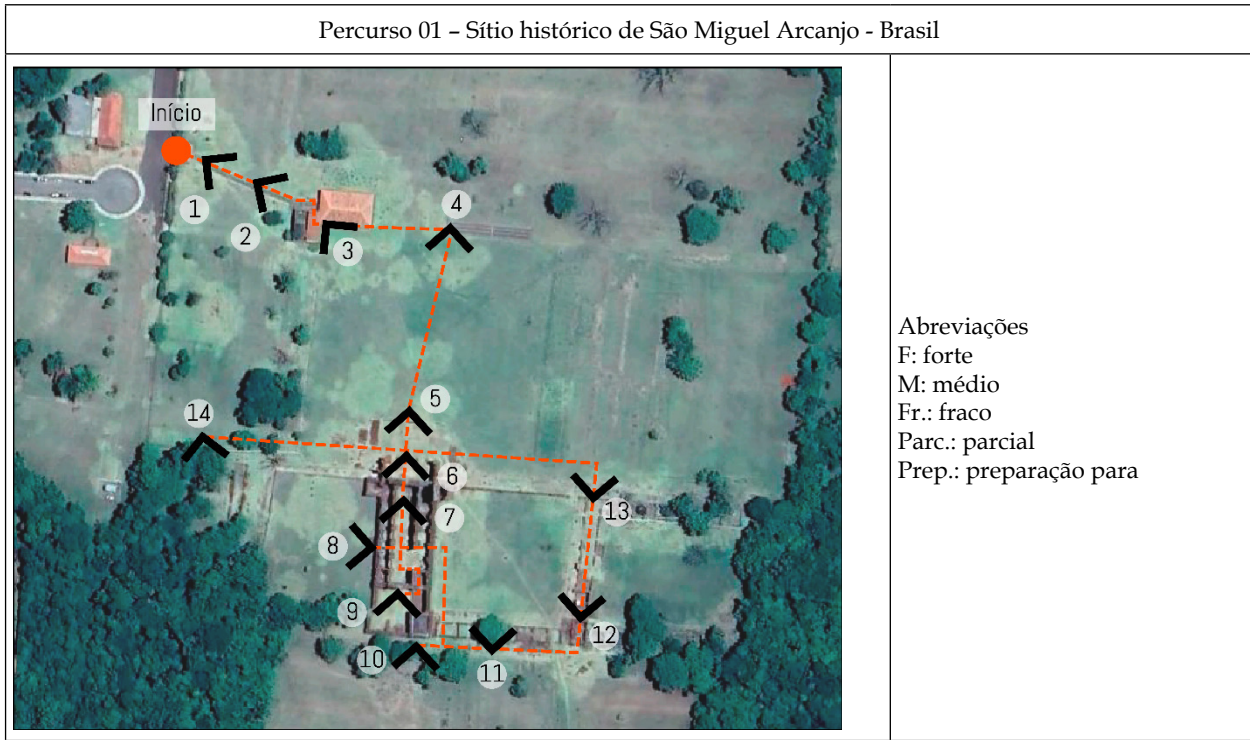 Percurso 01 – Sítio histórico de São Miguel Arcanjo - Brasil
Início
1
2
3
4
5
14
6
7
13
8
9
12
10
11
Abreviações
F: forte
M: médio
Fr.: fraco
Parc.: parcial
Prep.: preparação para